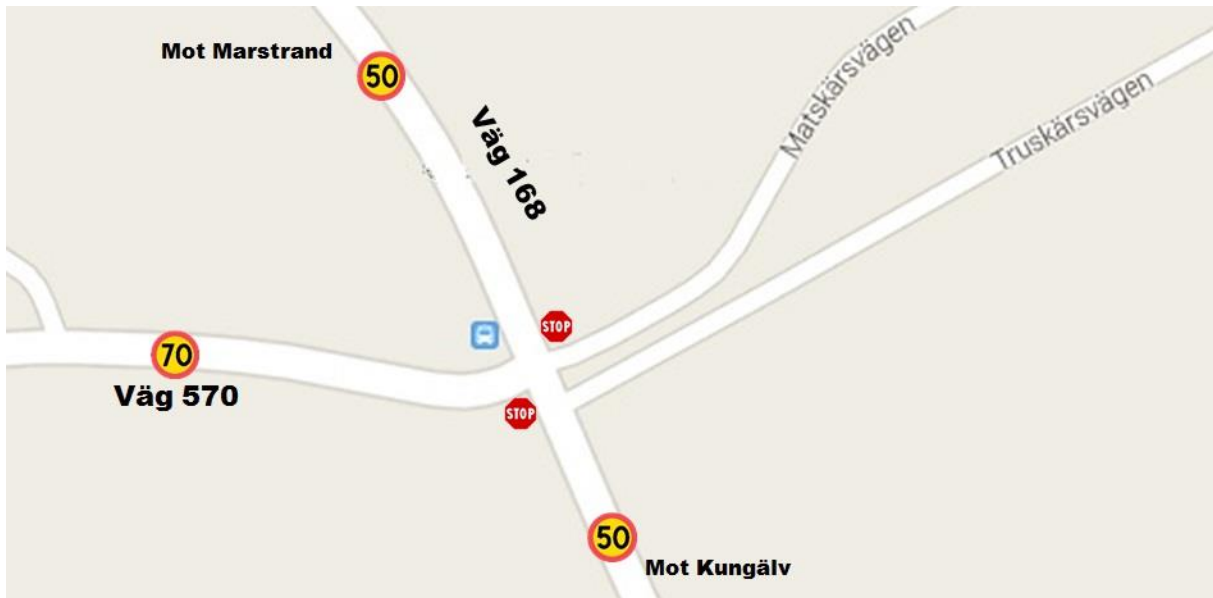 Mot Marstrand
50
Väg 168
Matskärsvägen
Truskärsvägen
STOP
70
Väg 570
STOP
50
Mot Kungälv